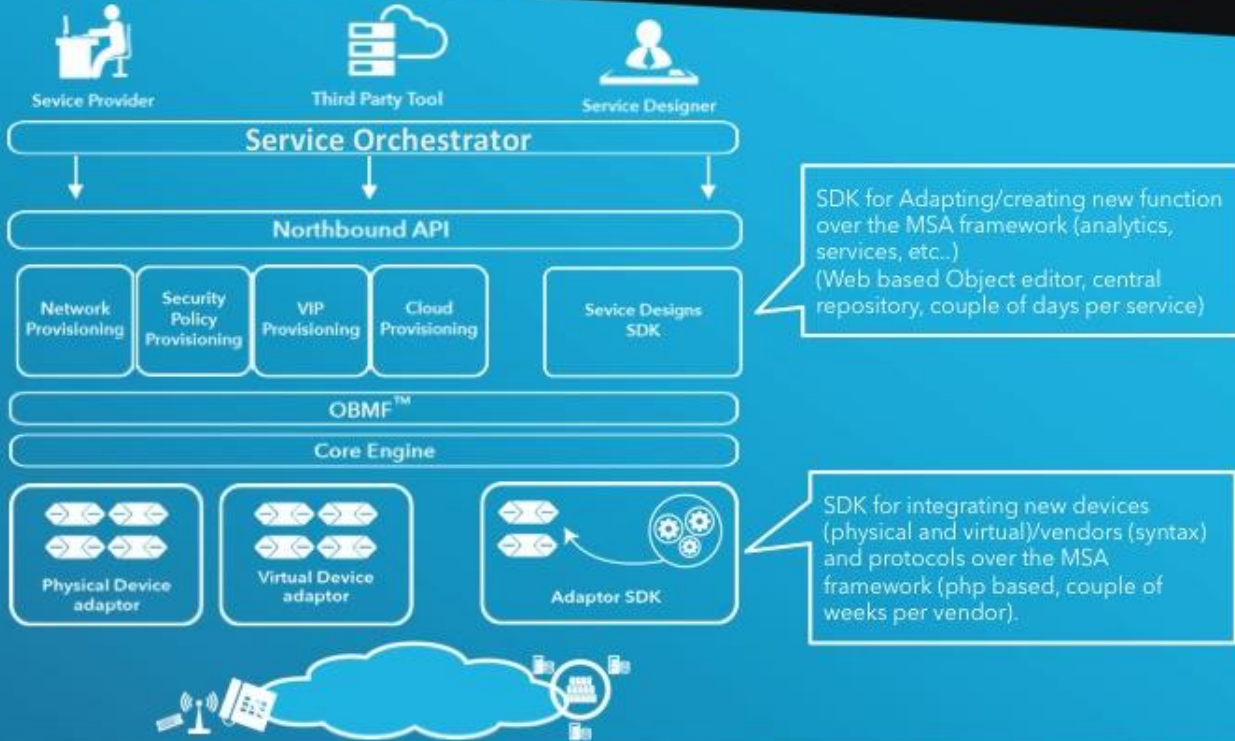 Sevice Provider
Third Party Tool
Service Designer
Service Orchestrator
Northbound API
Network
Provisioning
Security
Policy
Provisioning
VIP
Provisioning
Cloud
Provisioning
Sevice Designs
SDK
SDK for Adapting/creating new function
over the MSA framework (analytics,
services, etc..)
(Web based Object editor, central
repository, couple of days per service)
OBMF™
Core Engine
Physical Device
adaptor
Virtual Device
adaptor
Adaptor SDK
SDK for integrating new devices
(physical and virtual)/vendors (syntax)
and protocols over the MSA
framework (php based, couple of
weeks per vendor).